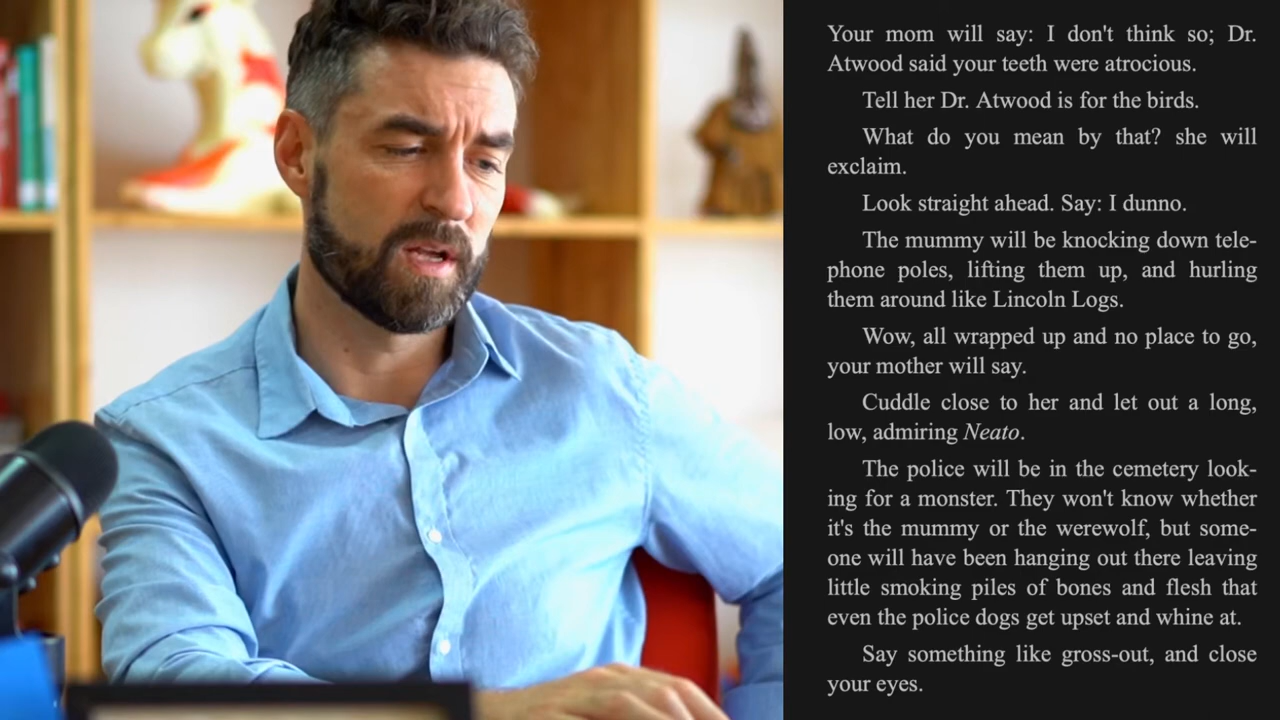 Your mom will say: I don't think so; Dr.
Atwood said your teeth were atrocious.
Tell her Dr. Atwood is for the birds.
What do you mean by that? she will
exclaim.
Look straight ahead. Say: I dunno.
The mummy will be knocking down tele-
phone poles, lifting them up, and hurling
them around like Lincoln Logs.
Wow, all wrapped up and no place to go,
your mother will say.
Cuddle close to her and let out a long,
low, admiring Neato.
The police will be in the cemetery look-
ing for a monster. They won't know whether
it's the mummy or the werewolf, but some-
one will have been hanging out there leaving
little smoking piles of bones and flesh that
even the police dogs get upset and whine at.
Say something like gross-out, and close
your eyes.